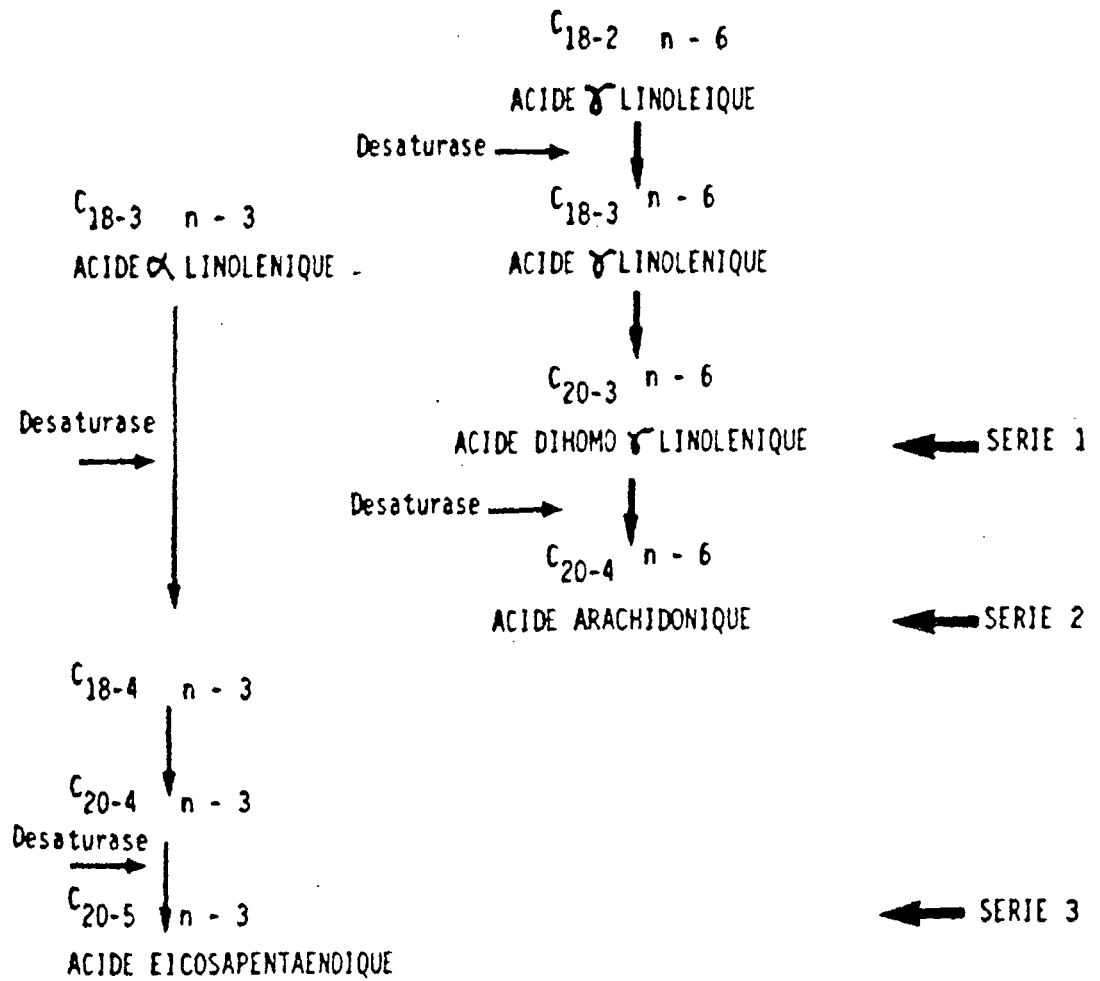 C18-2 n - 6
ACIDE γ LINOLEIQUE
Desaturase
C18-3 n - 6
ACIDE γ LINOLENIQUE
C20-3 n - 6
ACIDE DIHOMO γ LINOLENIQUE
SERIE 1
Desaturase
C20-4 n - 6
ACIDE ARACHIDONIQUE
SERIE 2
C18-3 n - 3
ACIDE α LINOLENIQUE
Desaturase
C18-4 n - 3
C20-4 n - 3
Desaturase
C20-5 n - 3
SERIE 3
ACIDE EICOSAPENTAENOIQUE